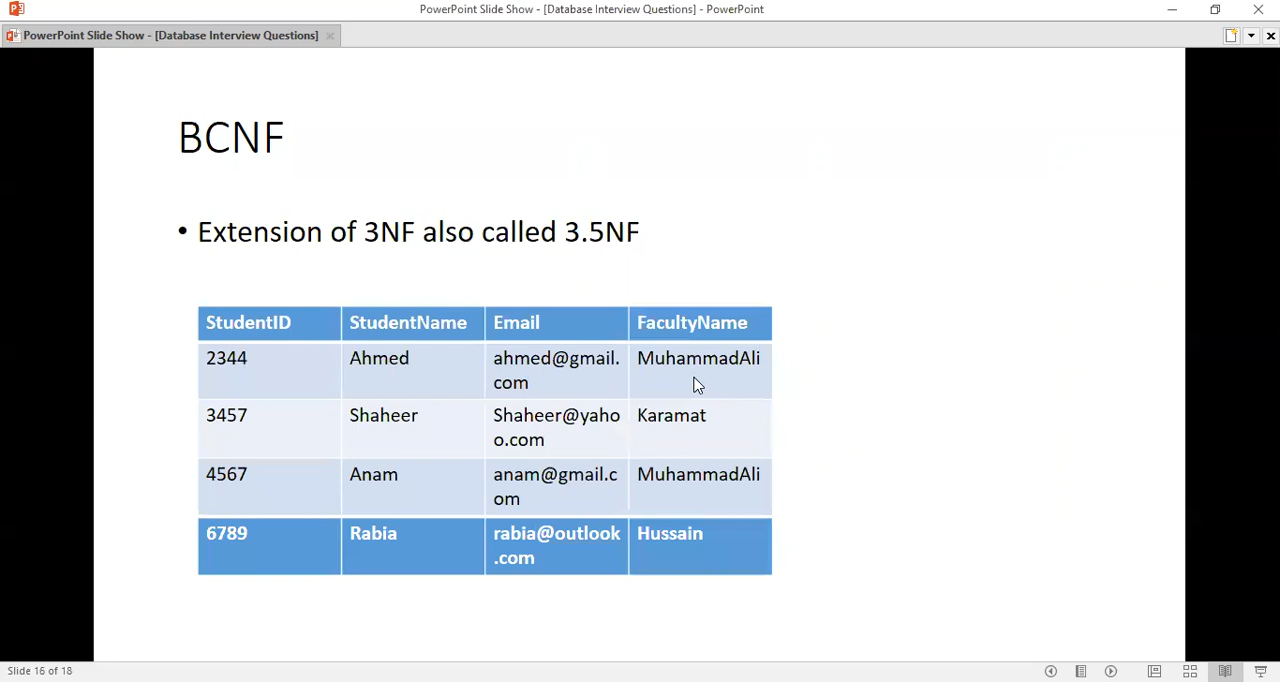 PowerPoint Slide Show - [Database Interview Questions] - PowerPoint
PowerPoint Slide Show - [Database Interview Questions]
BCNF
• Extension of 3NF also called 3.5NF
StudentID StudentName Email FacultyName
2344 Ahmed ahmed@gmail. MuhammadAli
com
3457 Shaheer Shaheer@yaho Karamat
o.com
4567 Anam anam@gmail.c MuhammadAli
om
6789 Rabia rabia@outlook Hussain
.com
Slide 16 of 18